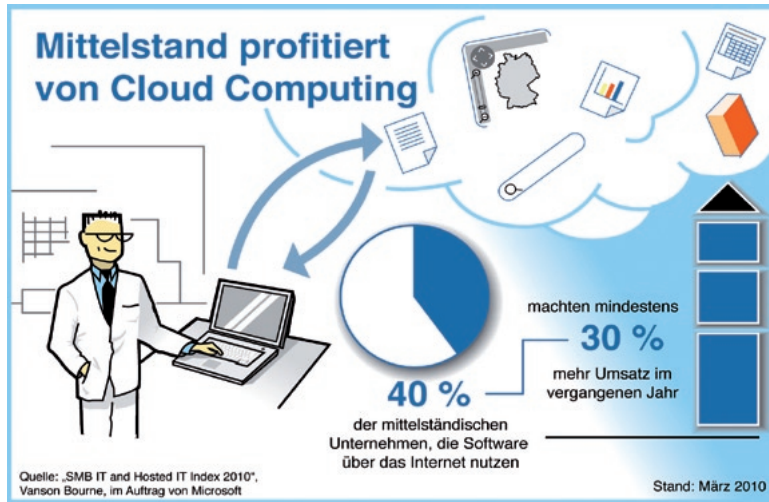 Mittelstand profitiert
von Cloud Computing
machten mindestens
30 %
mehr Umsatz im
vergangenen Jahr
40 %
der mittelständischen
Unternehmen, die Software
über das Internet nutzen
Quelle: „SMB IT and Hosted IT Index 2010“,
Vanson Bourne, im Auftrag von Microsoft
Stand: März 2010